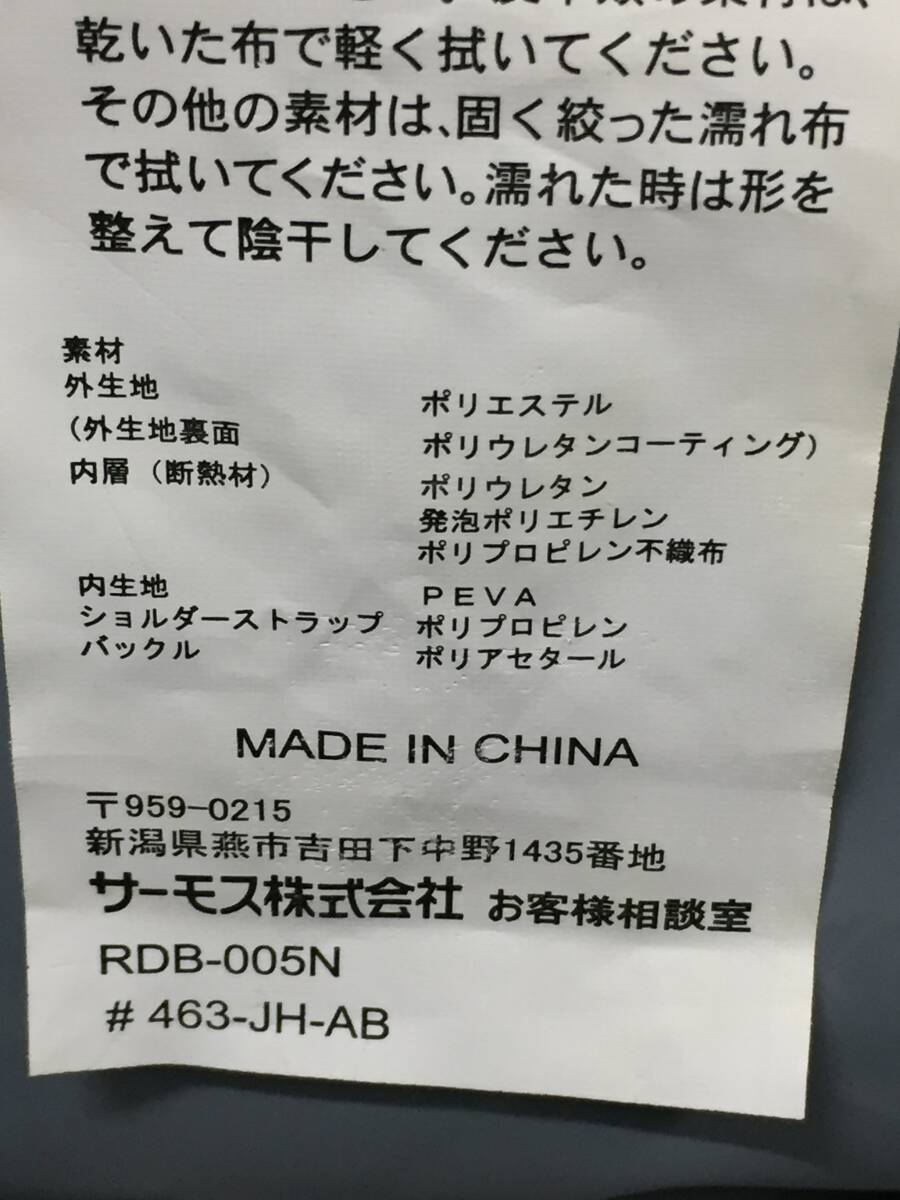 乾いた布で軽く拭いてください。
その他の素材は、固く絞った濡れ布
で拭いてください。濡れた時は形を
整えて陰干してください。
素材
外生地 ポリエステル
(外生地裏面 ポリウレタンコーティング)
内層(断熱材) ポリウレタン
発泡ポリエチレン
ポリプロピレン不織布
内生地 PEVA
ショルダーストラップ ポリプロピレン
バックル ポリアセタール
MADE IN CHINA
〒959-0215
新潟県燕市吉田下中野1435番地
サーモス株式会社 お客様相談室
RDB-005N
# 463-JH-AB